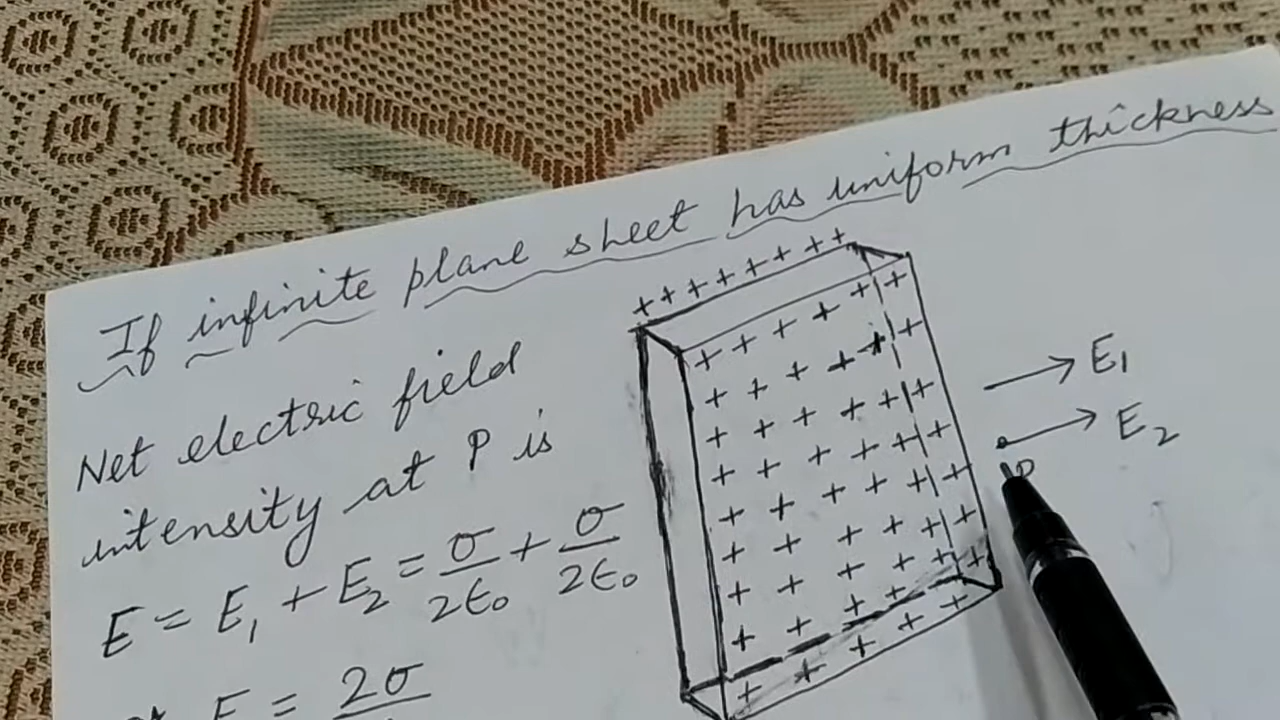 If infinite plane sheet has uniform thickness
Net electric field
intensity at P is
E = E₁ + E₂ = σ/2ε₀ + σ/2ε₀
E = 2σ
E₁
E₂
P